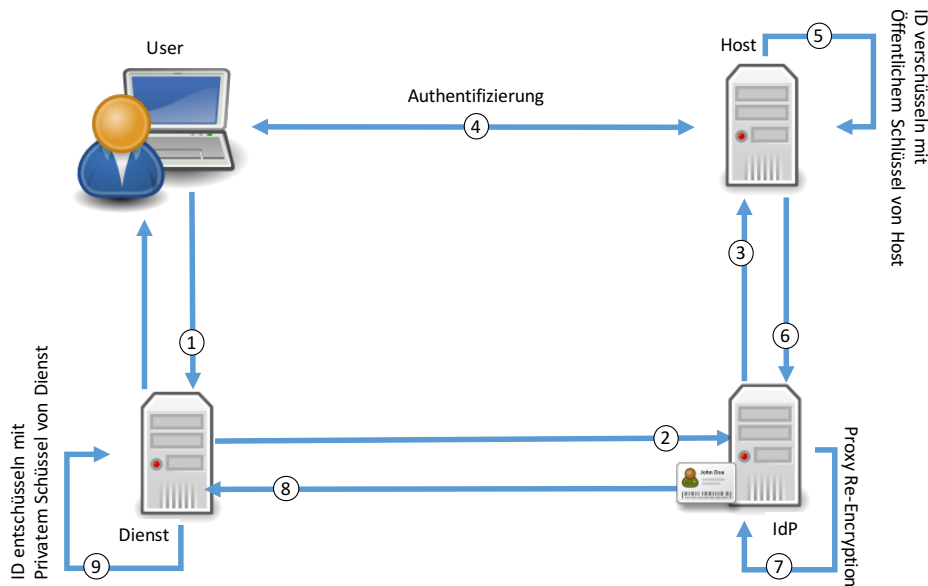 User
Host
5
ID verschüsseln mit
Öffentlichem Schlüssel von Host
Authentifizierung
4
3
1
6
ID entschüsseln mit
Privatem Schüssel von Dienst
2
John Doe
8
Proxy Re-Encryption
Dienst
IdP
9
7